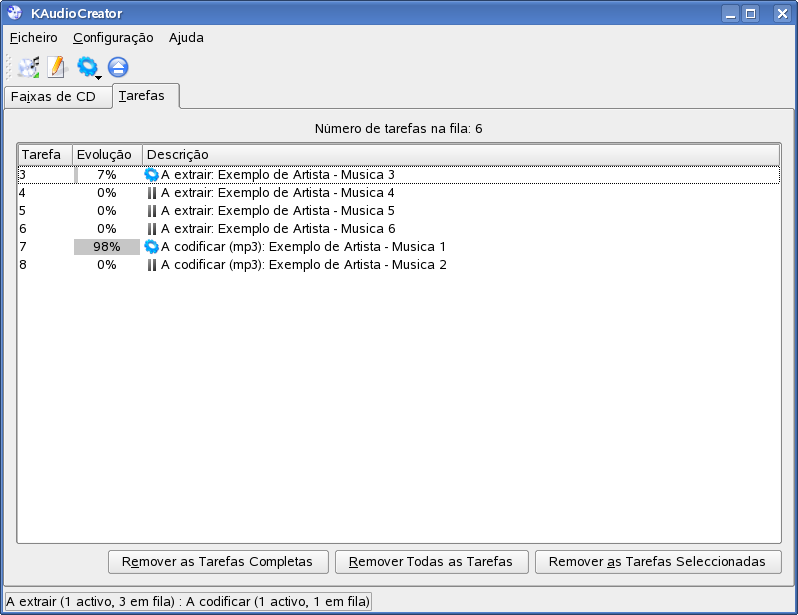 KAudioCreator
Ficheiro Configuração Ajuda
Faixas de CD Tarefas
Número de tarefas na fila: 6
Tarefa Evolução Descrição
3 7% A extrair: Exemplo de Artista - Musica 3
4 0% A extrair: Exemplo de Artista - Musica 4
5 0% A extrair: Exemplo de Artista - Musica 5
6 0% A extrair: Exemplo de Artista - Musica 6
7 98% A codificar (mp3): Exemplo de Artista - Musica 1
8 0% A codificar (mp3): Exemplo de Artista - Musica 2
Remover as Tarefas Completas Remover Todas as Tarefas Remover as Tarefas Seleccionadas
A extrair (1 activo, 3 em fila) : A codificar (1 activo, 1 em fila)